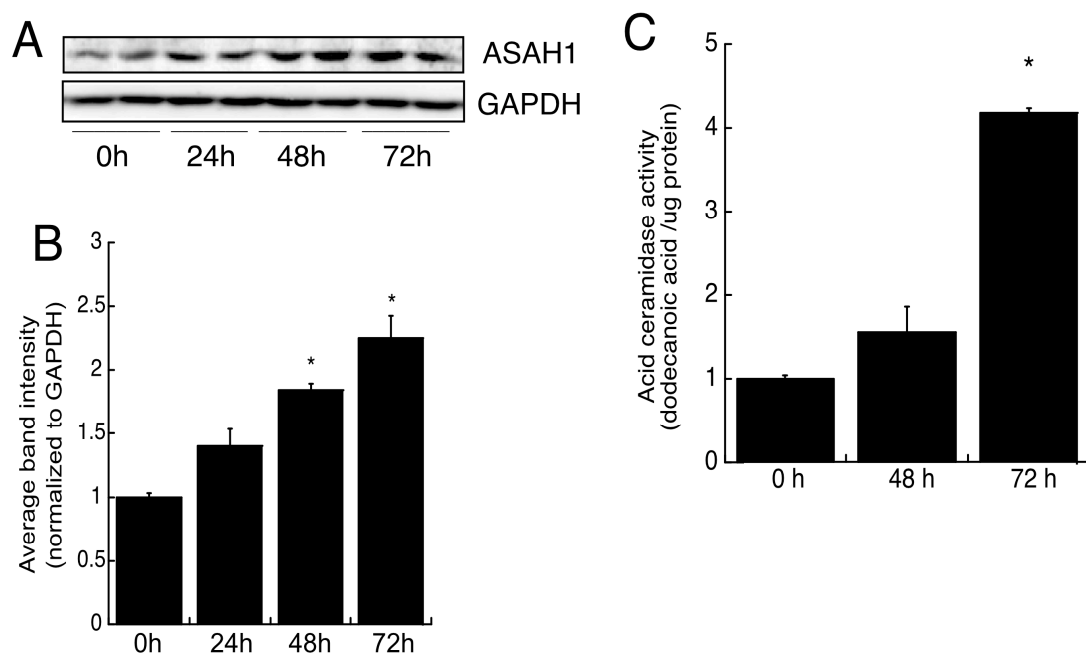 A
ASAH1
GAPDH
0h 24h 48h 72h
B
Average band intensity
(normalized to GAPDH)
3
2.5
2
1.5
1
0.5
0
*
*
0h 24h 48h 72h
C
Acid ceramidase activity
(dodecanoic acid /ug protein)
5
4
3
2
1
0
*
0 h 48 h 72 h